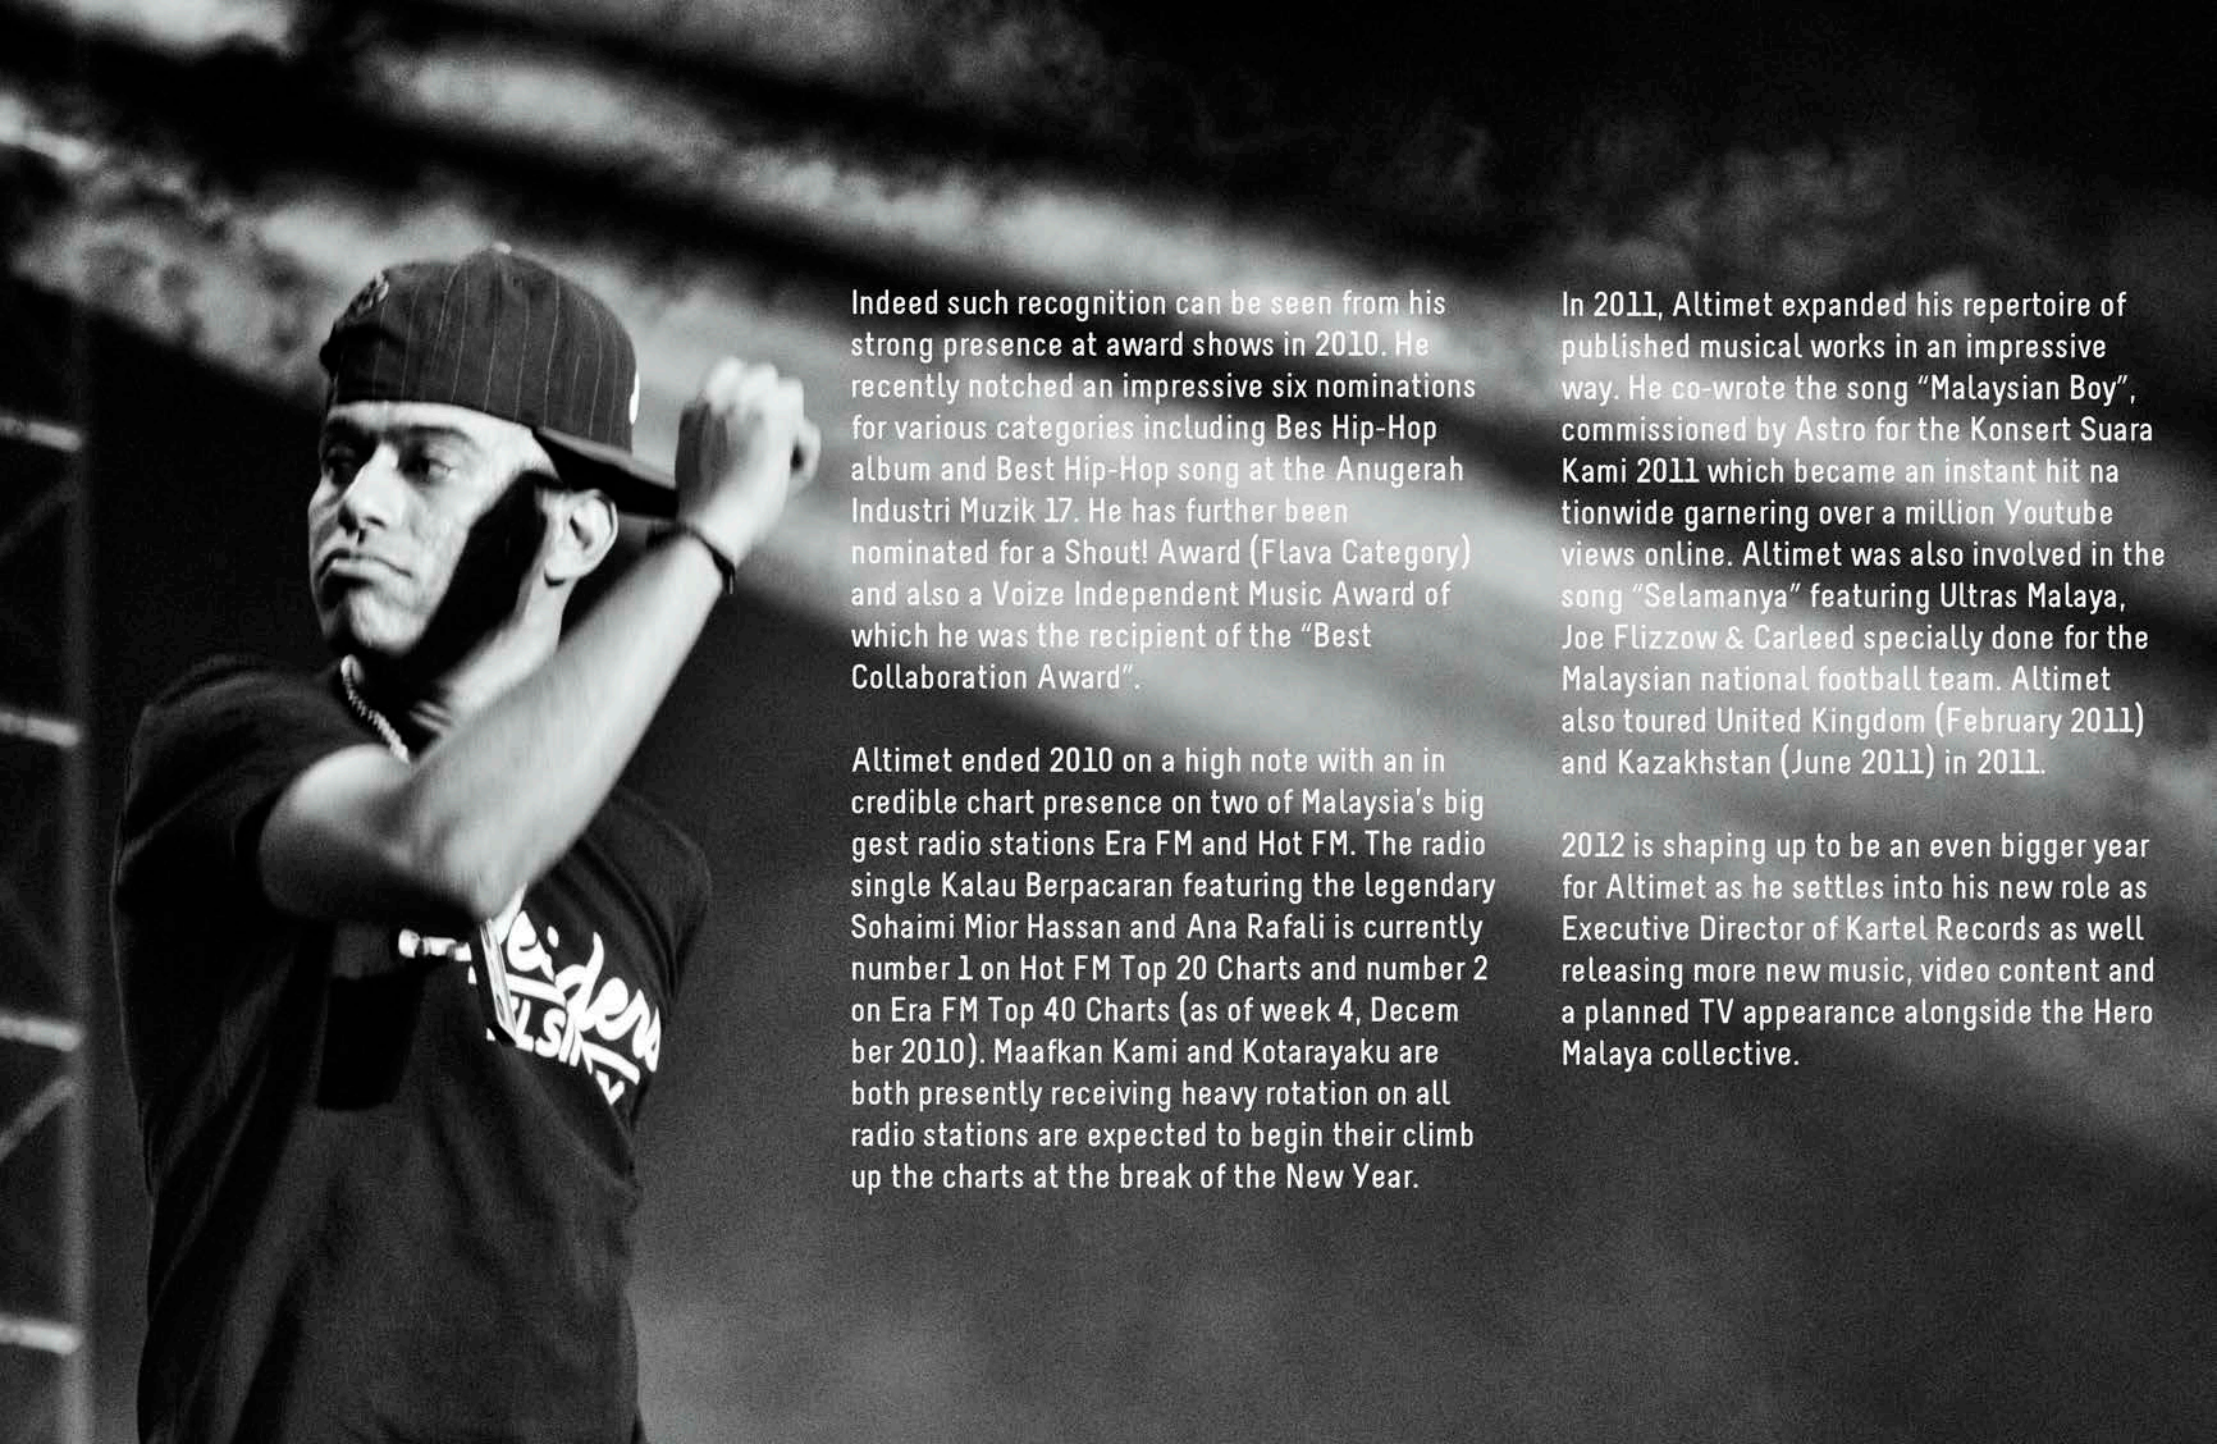 Indeed such recognition can be seen from his
strong presence at award shows in 2010. He
recently notched an impressive six nominations
for various categories including Bes Hip-Hop
album and Best Hip-Hop song at the Anugerah
Industri Muzik 17. He has further been
nominated for a Shout! Award (Flava Category)
and also a Voize Independent Music Award of
which he was the recipient of the “Best
Collaboration Award”.
Altimet ended 2010 on a high note with an in
credible chart presence on two of Malaysia's big
gest radio stations Era FM and Hot FM. The radio
single Kalau Berpacaran featuring the legendary
Sohaimi Mior Hassan and Ana Rafali is currently
number 1 on Hot FM Top 20 Charts and number 2
on Era FM Top 40 Charts (as of week 4, Decem
ber 2010). Maafkan Kami and Kotarayaku are
both presently receiving heavy rotation on all
radio stations are expected to begin their climb
up the charts at the break of the New Year.
In 2011, Altimet expanded his repertoire of
published musical works in an impressive
way. He co-wrote the song “Malaysian Boy”,
commissioned by Astro for the Konsert Suara
Kami 2011 which became an instant hit na
tionwide garnering over a million Youtube
views online. Altimet was also involved in the
song “Selamanya” featuring Ultras Malaya,
Joe Flizzow & Carleed specially done for the
Malaysian national football team. Altimet
also toured United Kingdom (February 2011)
and Kazakhstan (June 2011) in 2011.
2012 is shaping up to be an even bigger year
for Altimet as he settles into his new role as
Executive Director of Kartel Records as well
releasing more new music, video content and
a planned TV appearance alongside the Hero
Malaya collective.